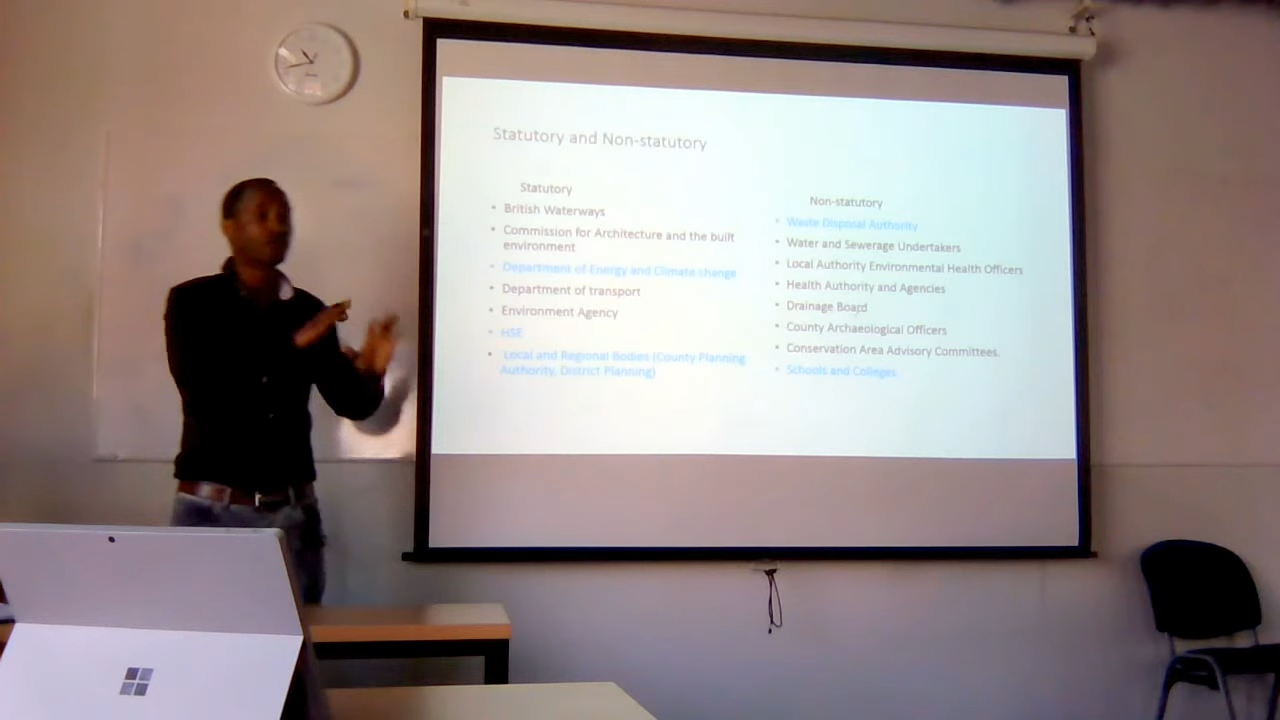 Statutory and Non-statutory
Statutory
• British Waterways
• Commission for Architecture and the built
environment
• Department of Energy and Climate change
• Department of transport
• Environment Agency
• HSE
• Local and Regional Bodies (County Planning
Authority, District Planning)
Non-statutory
• Waste Disposal Authority
• Water and Sewerage Undertakers
• Local Authority Environmental Health Officers
• Health Authority and Agencies
• Drainage Board
• County Archaeological Officers
• Conservation Area Advisory Committees.
• Schools and Colleges